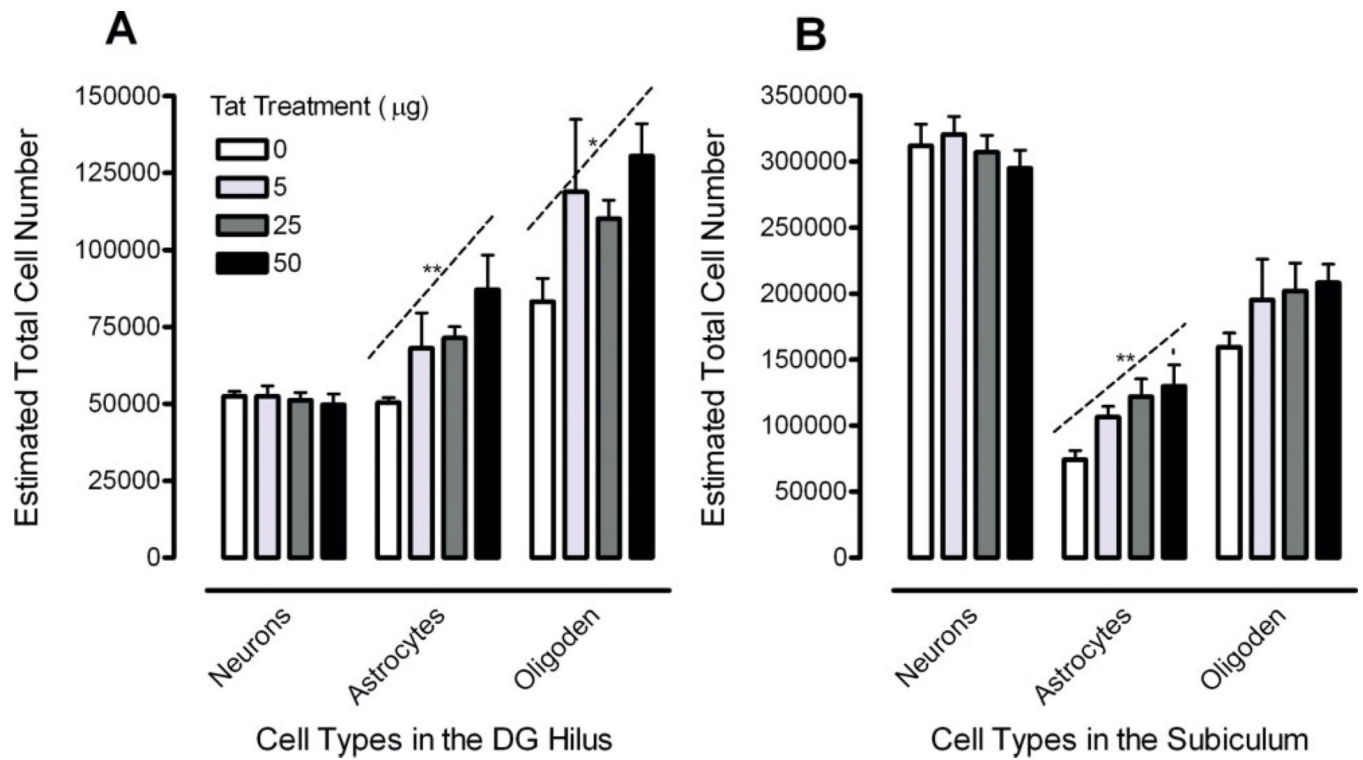 A
Estimated Total Cell Number
150000
125000
100000
75000
50000
25000
0
Tat Treatment ( μg)
0
5
25
50
**
*
Neurons
Astrocytes
Oligoden
Cell Types in the DG Hilus
B
Estimated Total Cell Number
350000
300000
250000
200000
150000
100000
50000
0
**
Neurons
Astrocytes
Oligoden
Cell Types in the Subiculum